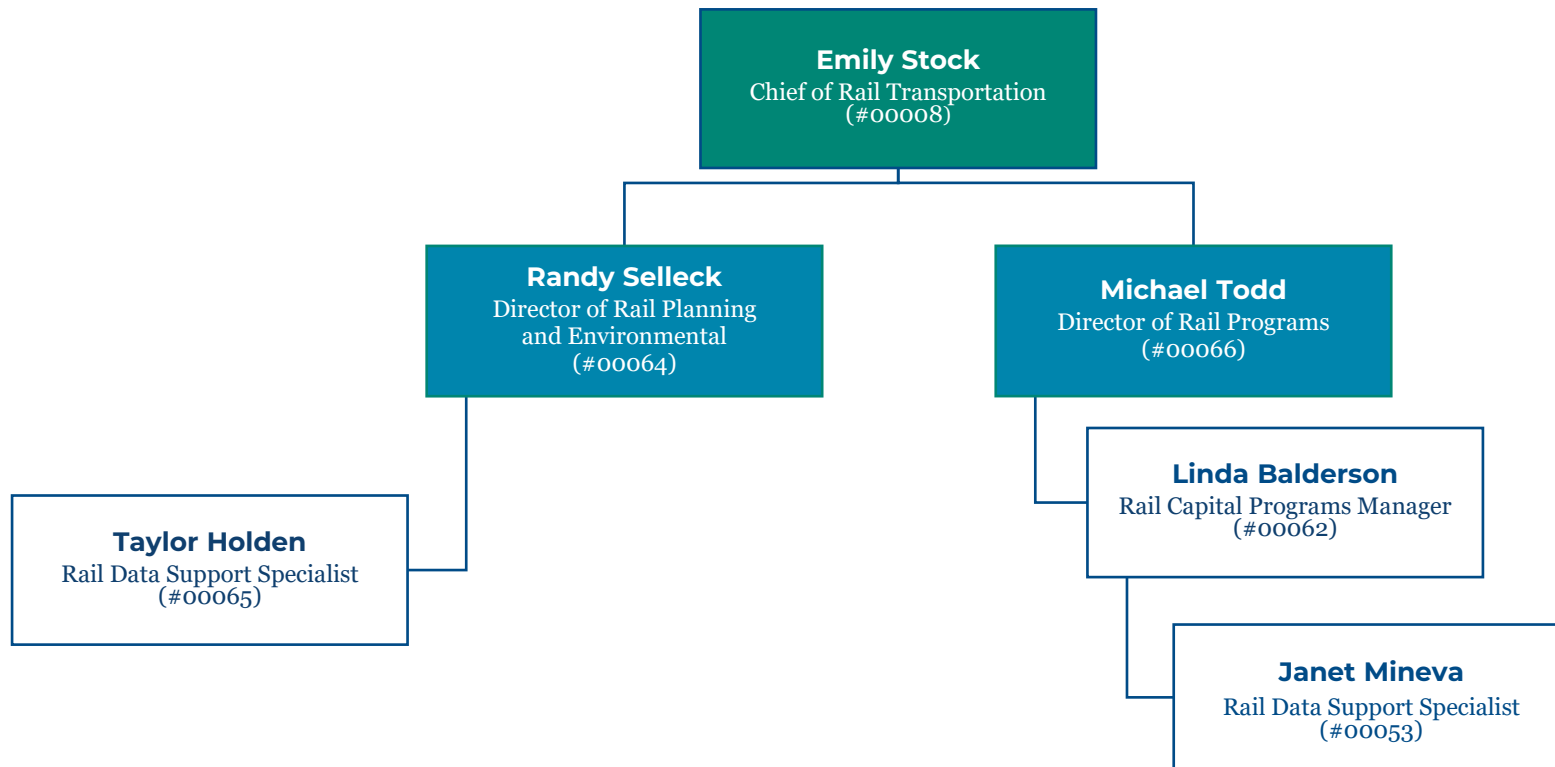 Emily Stock
Chief of Rail Transportation
(#00008)
Randy Selleck
Director of Rail Planning
and Environmental
(#00064)
Michael Todd
Director of Rail Programs
(#00066)
Linda Balderson
Rail Capital Programs Manager
(#00062)
Taylor Holden
Rail Data Support Specialist
(#00065)
Janet Mineva
Rail Data Support Specialist
(#00053)